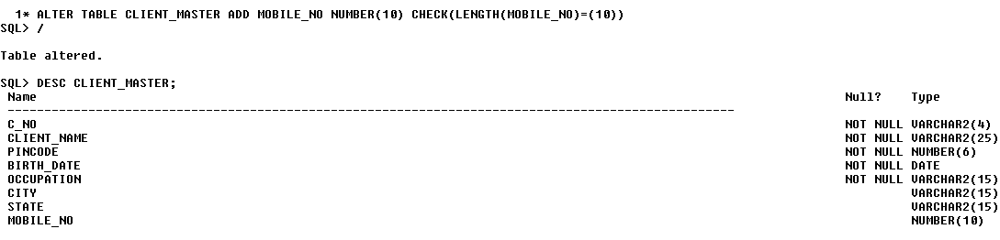 1* ALTER TABLE CLIENT_MASTER ADD MOBILE_NO NUMBER(10) CHECK(LENGTH(MOBILE_NO)=(10))
SQL> /
Table altered.
SQL> DESC CLIENT_MASTER;
Name Null? Type
---------------------------------------------------------------------------------------------------
C_NO NOT NULL VARCHAR2(4)
CLIENT_NAME NOT NULL VARCHAR2(25)
PINCODE NOT NULL NUMBER(6)
BIRTH_DATE NOT NULL DATE
OCCUPATION NOT NULL VARCHAR2(15)
CITY VARCHAR2(15)
STATE VARCHAR2(15)
MOBILE_NO NUMBER(10)